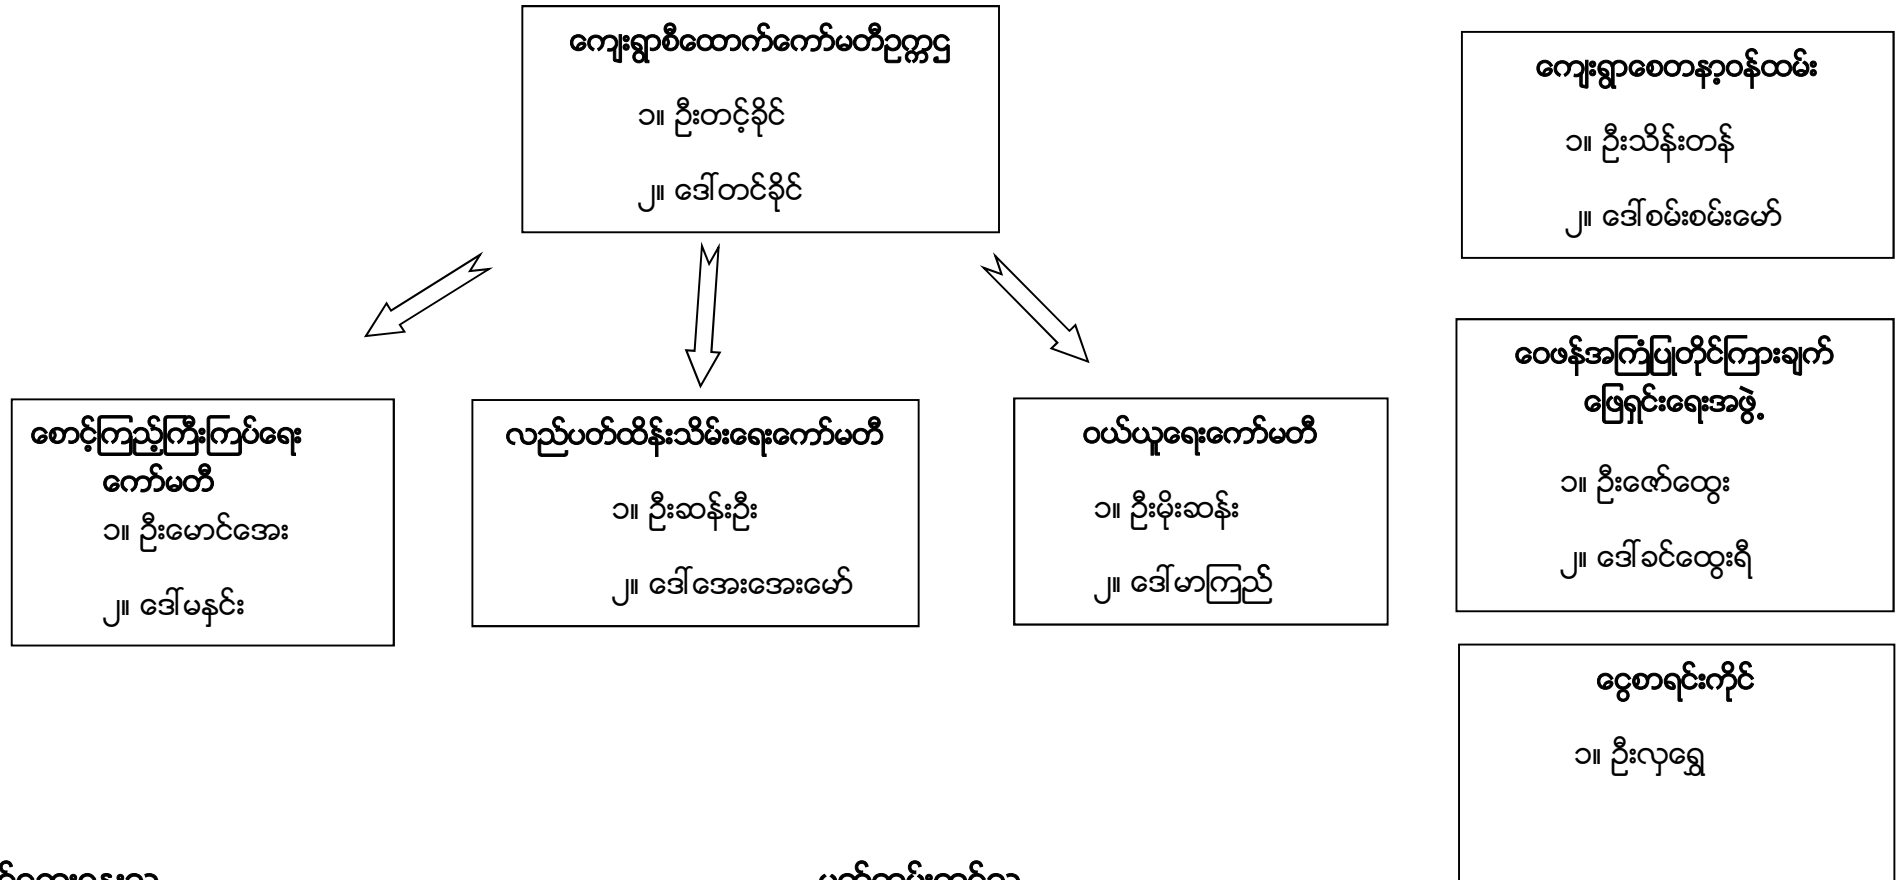 ကျေးရွာစီထောက်ကော်မတီဥက္ကဌ
၁။ ဦးတင့်ခိုင်
၂။ ဒေါ်တင်ခိုင်
ကျေးရွာစေတနာ့ဝန်ထမ်း
၁။ ဦးသိန်းတန်
၂။ ဒေါ်စမ်းစမ်းမော်
စောင့်ကြည့်ကြီးကြပ်ရေး
ကော်မတီ
၁။ ဦးမောင်အေး
၂။ ဒေါ်မနှင်း
လည်ပတ်ထိန်းသိမ်းရေးကော်မတီ
၁။ ဦးဆန်းဦး
၂။ ဒေါ်အေးအေးမော်
ဝယ်ယူရေးကော်မတီ
၁။ ဦးမိုးဆန်း
၂။ ဒေါ်မာကြည်
ဝေဖန်အကြံပြုတိုင်ကြားချက်
ဖြေရှင်းရေးအဖွဲ့
၁။ ဦးဇော်ထွေး
၂။ ဒေါ်ခင်ထွေးရီ
ငွေစာရင်းကိုင်
၁။ ဦးလှရွှေ